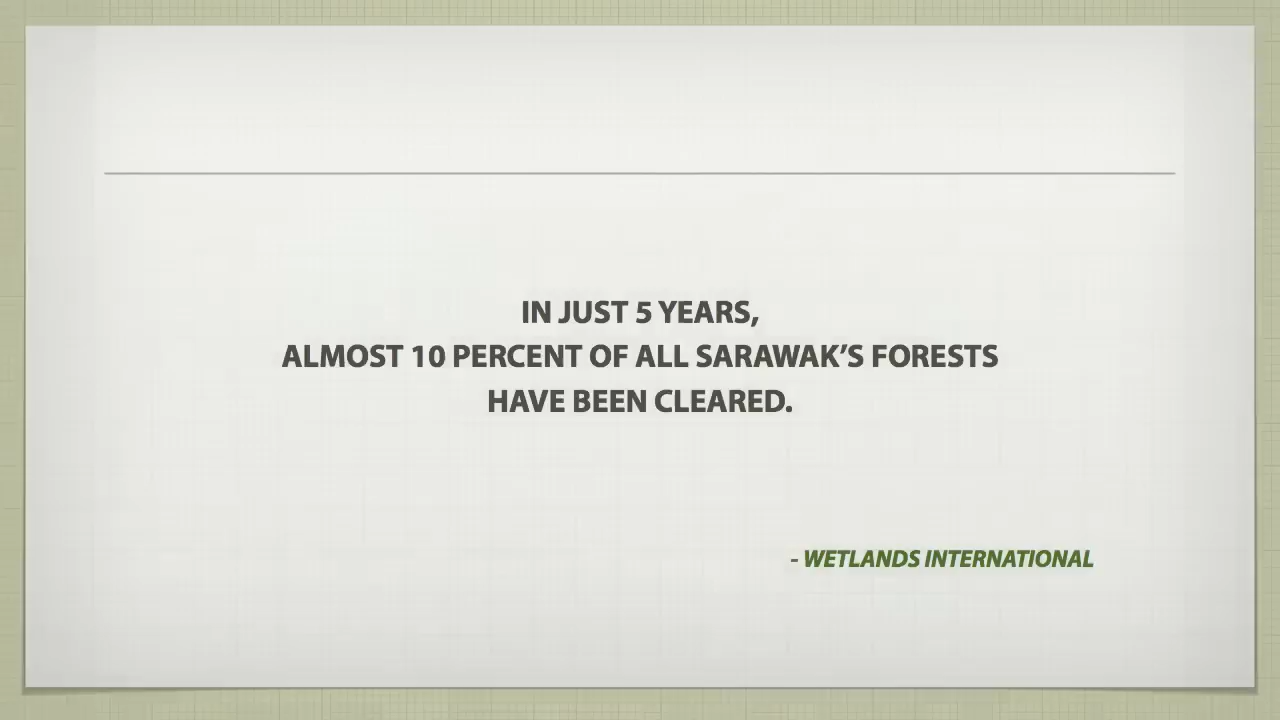 IN JUST 5 YEARS,
ALMOST 10 PERCENT OF ALL SARAWAK’S FORESTS
HAVE BEEN CLEARED.
- WETLANDS INTERNATIONAL